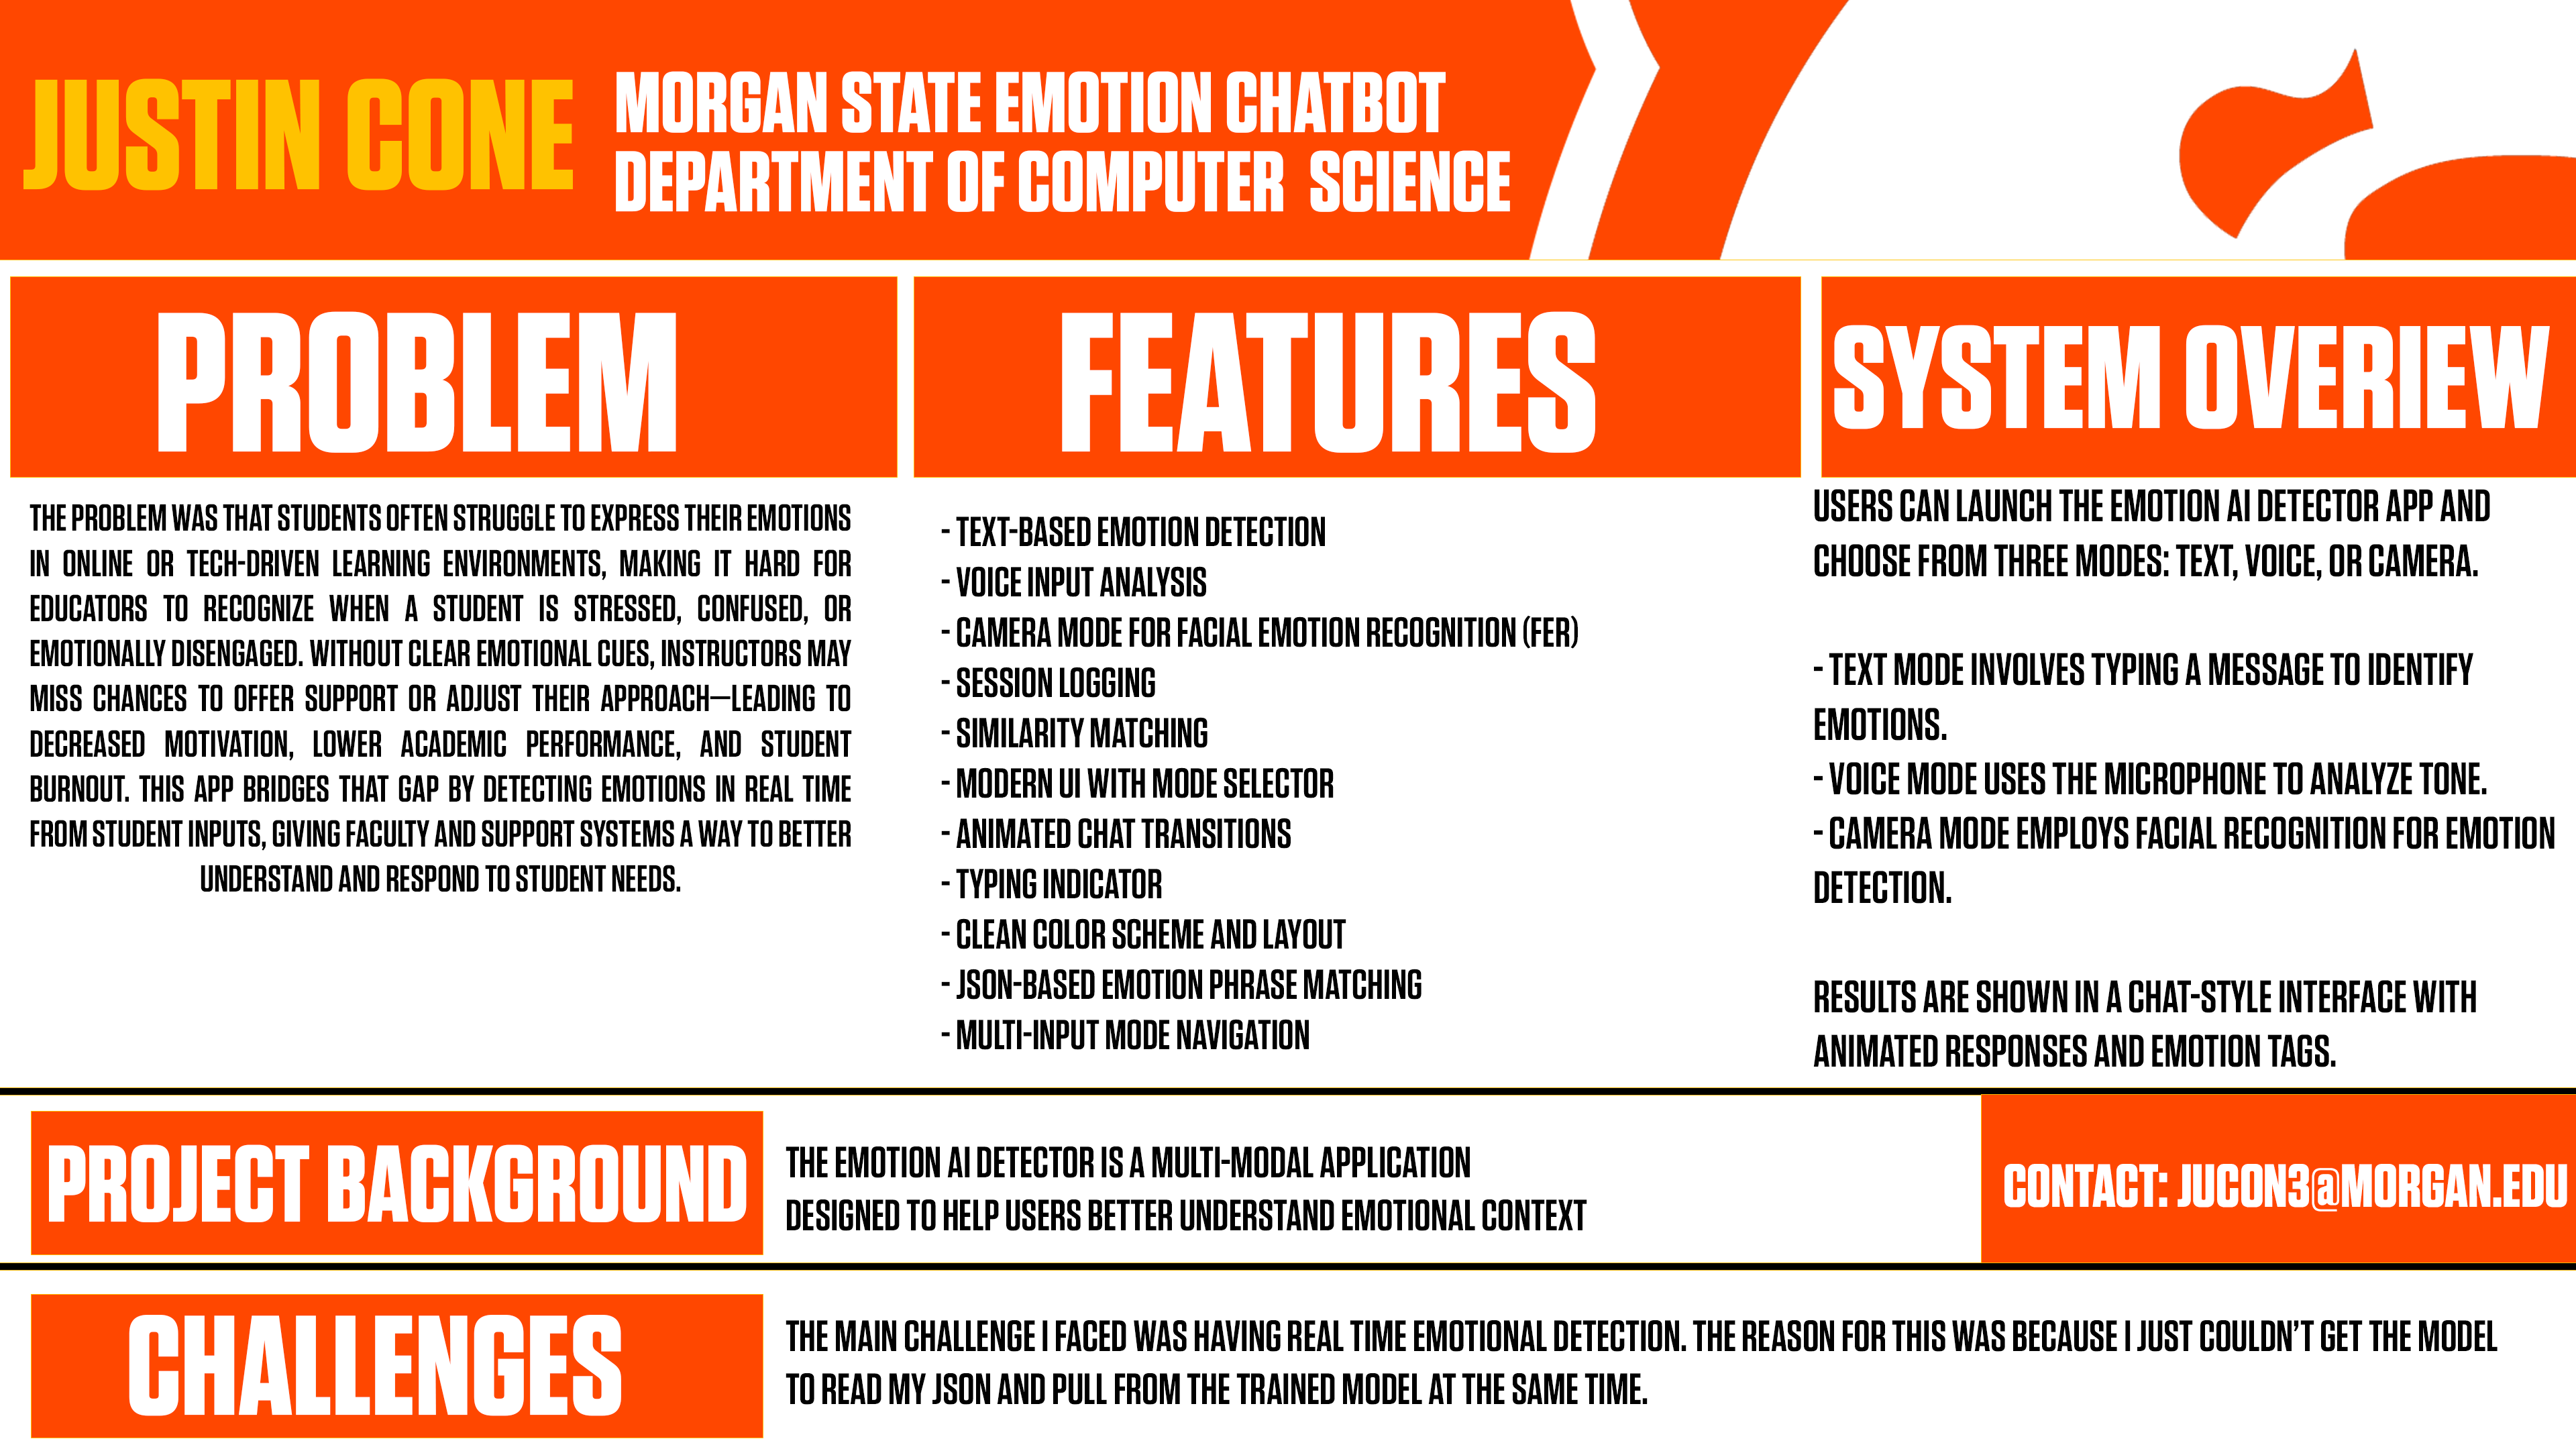 JUSTIN CONE
MORGAN STATE EMOTION CHATBOT
DEPARTMENT OF COMPUTER SCIENCE
PROBLEM
THE PROBLEM WAS THAT STUDENTS OFTEN STRUGGLE TO EXPRESS THEIR EMOTIONS
IN ONLINE OR TECH-DRIVEN LEARNING ENVIRONMENTS, MAKING IT HARD FOR
EDUCATORS TO RECOGNIZE WHEN A STUDENT IS STRESSED, CONFUSED, OR
EMOTIONALLY DISENGAGED. WITHOUT CLEAR EMOTIONAL CUES, INSTRUCTORS MAY
MISS CHANCES TO OFFER SUPPORT OR ADJUST THEIR APPROACH—LEADING TO
DECREASED MOTIVATION, LOWER ACADEMIC PERFORMANCE, AND STUDENT
BURNOUT. THIS APP BRIDGES THAT GAP BY DETECTING EMOTIONS IN REAL TIME
FROM STUDENT INPUTS, GIVING FACULTY AND SUPPORT SYSTEMS A WAY TO BETTER
UNDERSTAND AND RESPOND TO STUDENT NEEDS.
FEATURES
- TEXT-BASED EMOTION DETECTION
- VOICE INPUT ANALYSIS
- CAMERA MODE FOR FACIAL EMOTION RECOGNITION (FER)
- SESSION LOGGING
- SIMILARITY MATCHING
- MODERN UI WITH MODE SELECTOR
- ANIMATED CHAT TRANSITIONS
- TYPING INDICATOR
- CLEAN COLOR SCHEME AND LAYOUT
- JSON-BASED EMOTION PHRASE MATCHING
- MULTI-INPUT MODE NAVIGATION
SYSTEM OVERIEW
USERS CAN LAUNCH THE EMOTION AI DETECTOR APP AND
CHOOSE FROM THREE MODES: TEXT, VOICE, OR CAMERA.
- TEXT MODE INVOLVES TYPING A MESSAGE TO IDENTIFY
EMOTIONS.
- VOICE MODE USES THE MICROPHONE TO ANALYZE TONE.
- CAMERA MODE EMPLOYS FACIAL RECOGNITION FOR EMOTION
DETECTION.
RESULTS ARE SHOWN IN A CHAT-STYLE INTERFACE WITH
ANIMATED RESPONSES AND EMOTION TAGS.
PROJECT BACKGROUND
THE EMOTION AI DETECTOR IS A MULTI-MODAL APPLICATION
DESIGNED TO HELP USERS BETTER UNDERSTAND EMOTIONAL CONTEXT
CONTACT: JUCON3@MORGAN.EDU
CHALLENGES
THE MAIN CHALLENGE I FACED WAS HAVING REAL TIME EMOTIONAL DETECTION. THE REASON FOR THIS WAS BECAUSE I JUST COULDN'T GET THE MODEL
TO READ MY JSON AND PULL FROM THE TRAINED MODEL AT THE SAME TIME.